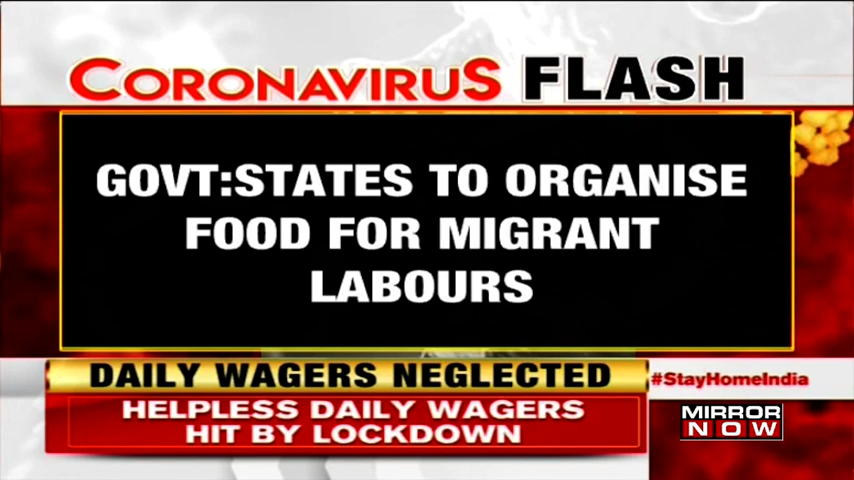 CORONAVIRUS FLASH
GOVT:STATES TO ORGANISE
FOOD FOR MIGRANT
LABOURS
DAILY WAGERS NEGLECTED
#StayHomeIndia
HELPLESS DAILY WAGERS
HIT BY LOCKDOWN
MIRROR
NOW